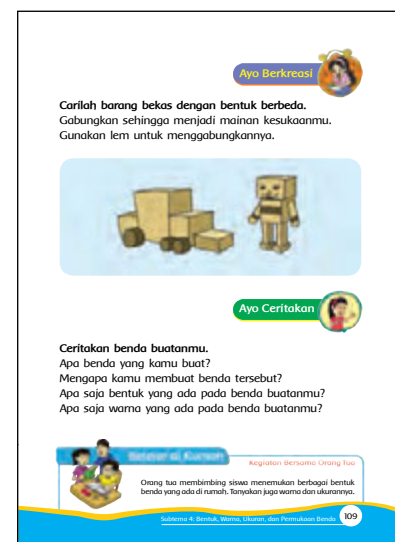 Ayo Berkreasi
Carilah barang bekas dengan bentuk berbeda.
Gabungkan sehingga menjadi mainan kesukaanmu.
Gunakan lem untuk menggabungkannya.
Ayo Ceritakan
Ceritakan benda buatanmu.
Apa benda yang kamu buat?
Mengapa kamu membuat benda tersebut?
Apa saja bentuk yang ada pada benda buatanmu?
Apa saja warna yang ada pada benda buatanmu?
Belajar di Rumah
Kegiatan Bersama Orang Tua
Orang tua membimbing siswa menemukan berbagai bentuk
benda yang ada di rumah. Tanyakan juga warna dan ukurannya.
Subtema 4: Bentuk, Warna, Ukuran, dan Permukaan Benda
109